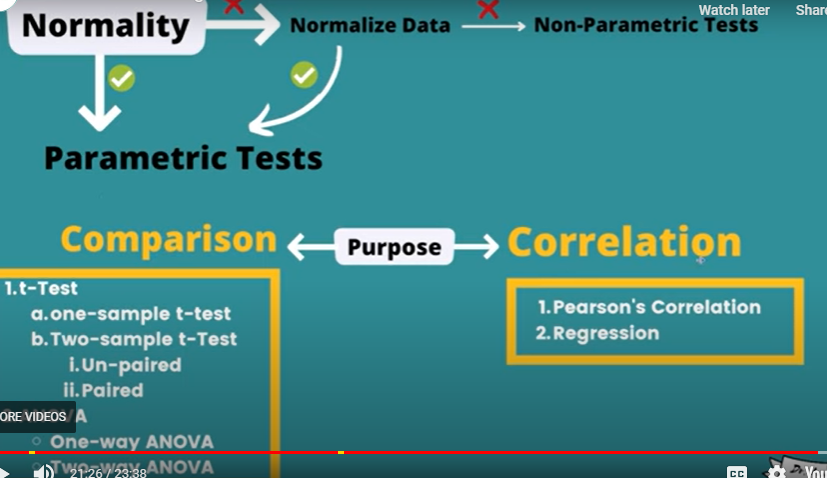 Watch later Share
Normality Normalize Data Non-Parametric Tests
Parametric Tests
Comparison Purpose Correlation
1.t-Test
a.one-sample t-test
b.Two-sample t-Test
i.Un-paired
ii.Paired
1.Pearson's Correlation
2.Regression
ORE VIDEOS
One-way ANOVA
Two-way ANOVA
21:26 / 23:38
CC
You